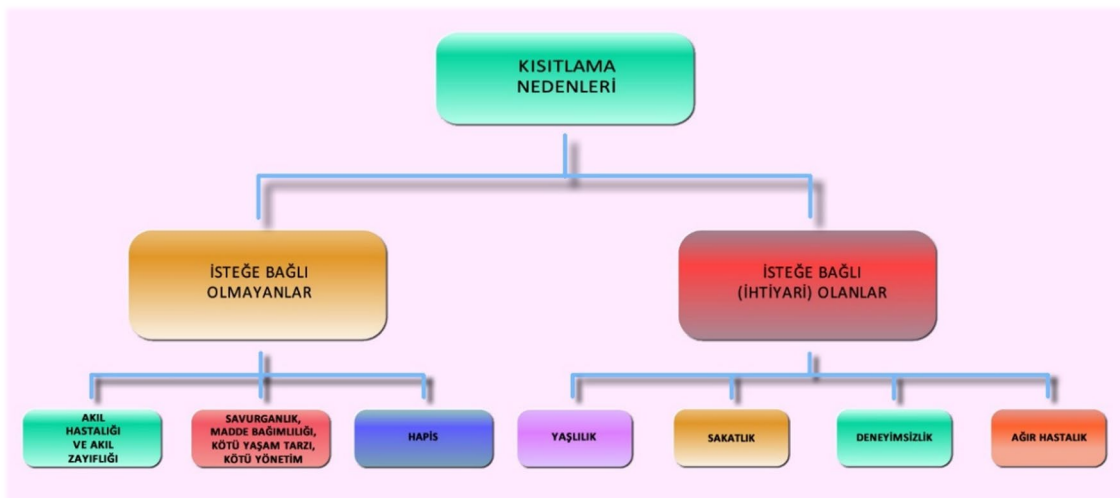 KISITLAMA
NEDENLERİ
İSTEĞE BAĞLI
OLMAYANLAR
İSTEĞE BAĞLI
(İHTİYARİ) OLANLAR
AKIL
HASTALIĞI
VE AKIL
ZAYIFLIĞI
SAVURGANLIK,
MADDE BAĞIMLILIĞI,
KÖTÜ YAŞAM TARZI,
KÖTÜ YÖNETİM
HAPİS
YAŞLILIK
SAKATLIK
DENEYİMSİZLİK
AĞIR HASTALIK